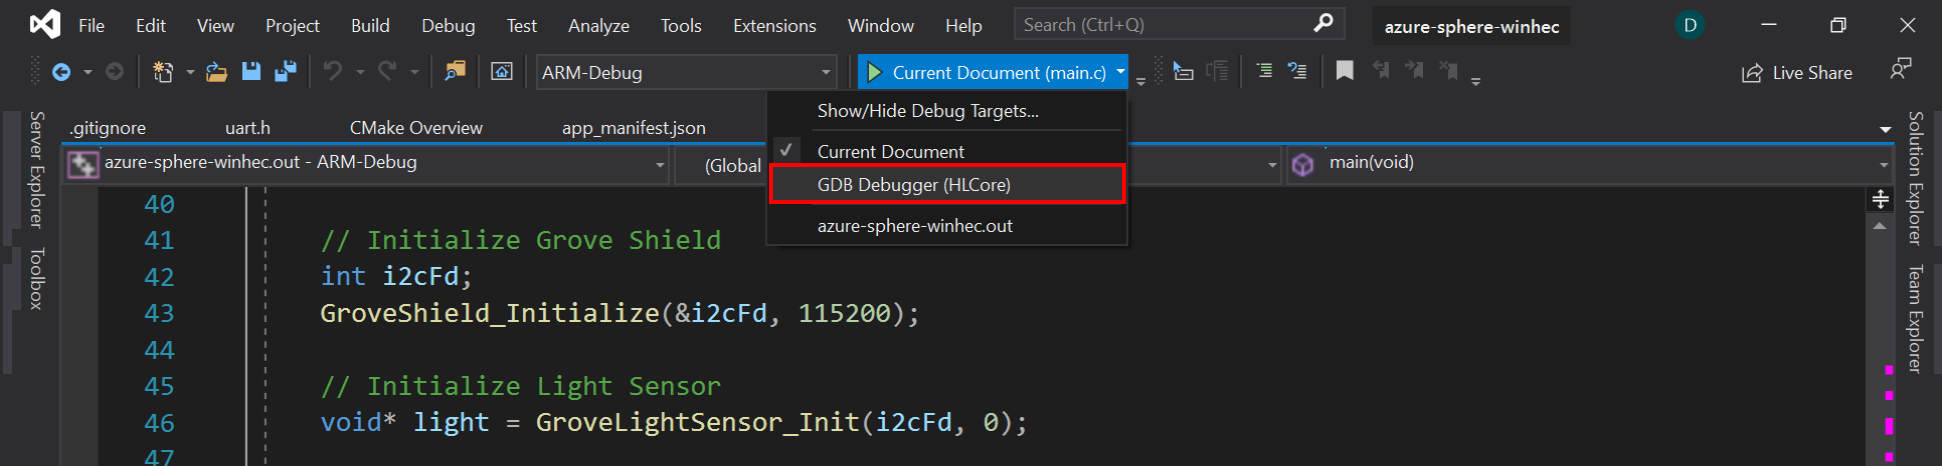 File Edit View Project Build Debug Test Analyze Tools Extensions Window Help Search (Ctrl+Q) azure-sphere-winhec D
ARM-Debug Current Document (main.c) Live Share
Show/Hide Debug Targets...
Current Document
GDB Debugger (HLCore)
azure-sphere-winhec.out
.gitignore uart.h CMake Overview app_manifest.json
azure-sphere-winhec.out - ARM-Debug (Global main(void)
Server Explorer
Toolbox
40
41 // Initialize Grove Shield
42 int i2cFd;
43 GroveShield_Initialize(&i2cFd, 115200);
44
45 // Initialize Light Sensor
46 void* light = GroveLightSensor_Init(i2cFd, 0);
47
Solution Explorer
Team Explorer